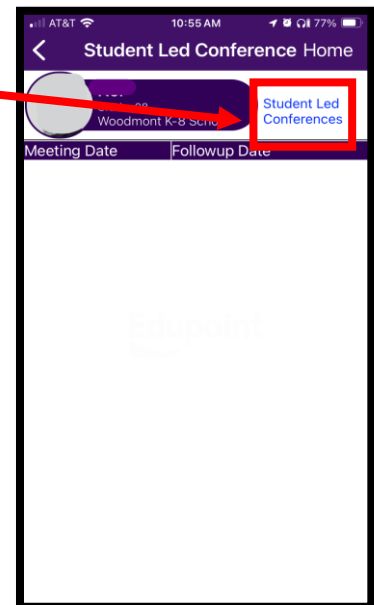 AT&T 10:55 AM 77%
Student Led Conference Home
Woodmont K-8
Student Led
Conferences
Meeting Date Followup Date
Edupoint